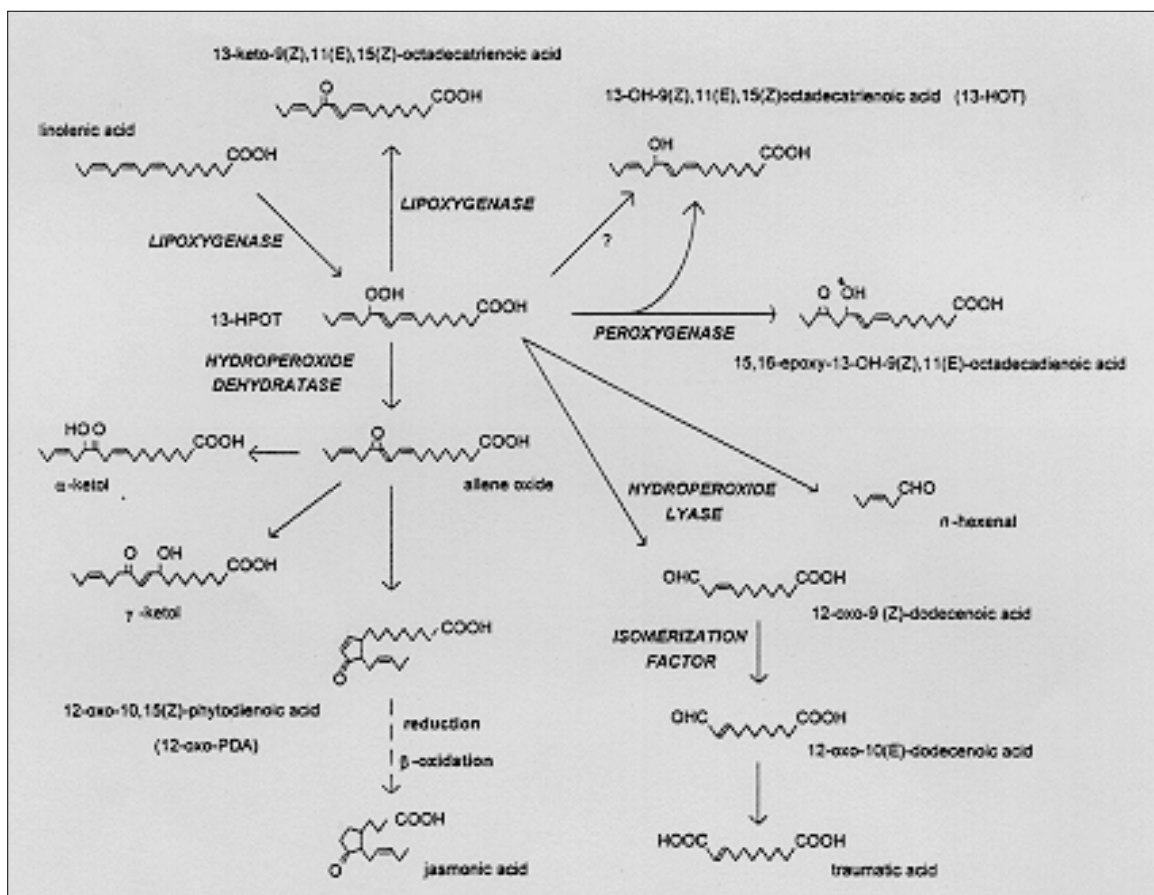 13-keto-9(Z),11(E),15(Z)-octadecatrienoic acid
O
COOH
13-OH-9(Z),11(E),15(Z)octadecatrienoic acid (13-HOT)
linolenic acid
COOH
OH
COOH
LIPOXYGENASE
LIPOXYGENASE
?
OOH
COOH
13-HPOT
O
OH
COOH
PEROXYGENASE
15,16-epoxy-13-OH-9(Z),11(E)-octadecadienoic acid
HYDROPEROXIDE
DEHYDRATASE
HO
O
COOH
α-ketol
O
COOH
allene oxide
HYDROPEROXIDE
LYASE
CHO
n-hexenal
O
OH
COOH
γ-ketol
OHC
COOH
12-oxo-9 (Z)-dodecenoic acid
COOH
O
ISOMERIZATION
FACTOR
12-oxo-10,15(Z)-phytodienoic acid
(12-oxo-PDA)
reduction
β-oxidation
OHC
COOH
12-oxo-10(E)-dodecenoic acid
COOH
O
jasmonic acid
HOOC
COOH
traumatic acid